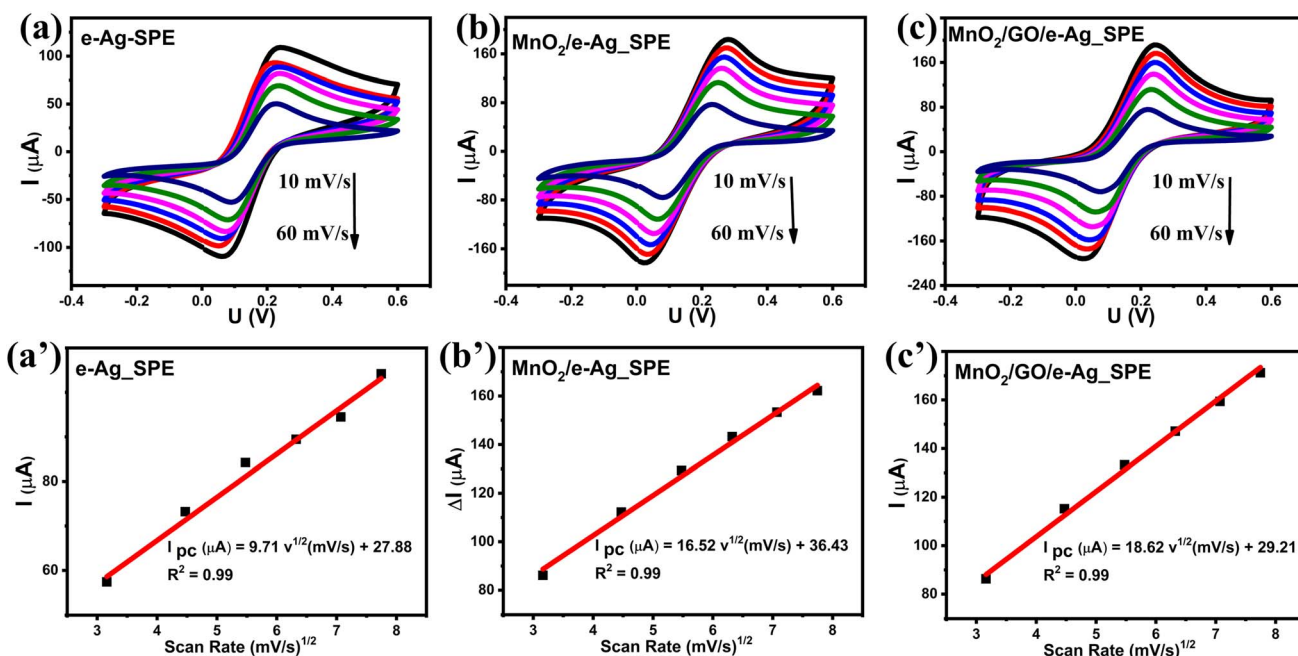 (a)
e-Ag-SPE
100
50
0
-50
-100
I (µA)
10 mV/s
60 mV/s
-0.4
-0.2
0.0
0.2
0.4
0.6
U (V)
(b)
MnO2/e-Ag_SPE
240
160
80
0
-80
-160
I (µA)
10 mV/s
60 mV/s
-0.4
-0.2
0.0
0.2
0.4
0.6
U (V)
(c)
MnO2/GO/e-Ag_SPE
240
160
80
0
-80
-160
-240
I (µA)
10 mV/s
60 mV/s
-0.4
-0.2
0.0
0.2
0.4
0.6
U (V)
(a')
e-Ag_SPE
80
60
I (µA)
I pc (µA) = 9.71 v1/2(mV/s) + 27.88
R2 = 0.99
3
4
5
6
7
8
Scan Rate (mV/s)1/2
(b')
MnO2/e-Ag_SPE
160
140
120
100
80
ΔI (µA)
I pc (µA) = 16.52 v1/2(mV/s) + 36.43
R2 = 0.99
3
4
5
6
7
8
Scan Rate (mV/s)1/2
(c')
MnO2/GO/e-Ag_SPE
160
140
120
100
80
I (µA)
I pc (µA) = 18.62 v1/2(mV/s) + 29.21
R2 = 0.99
3
4
5
6
7
8
Scan Rate (mV/s)1/2